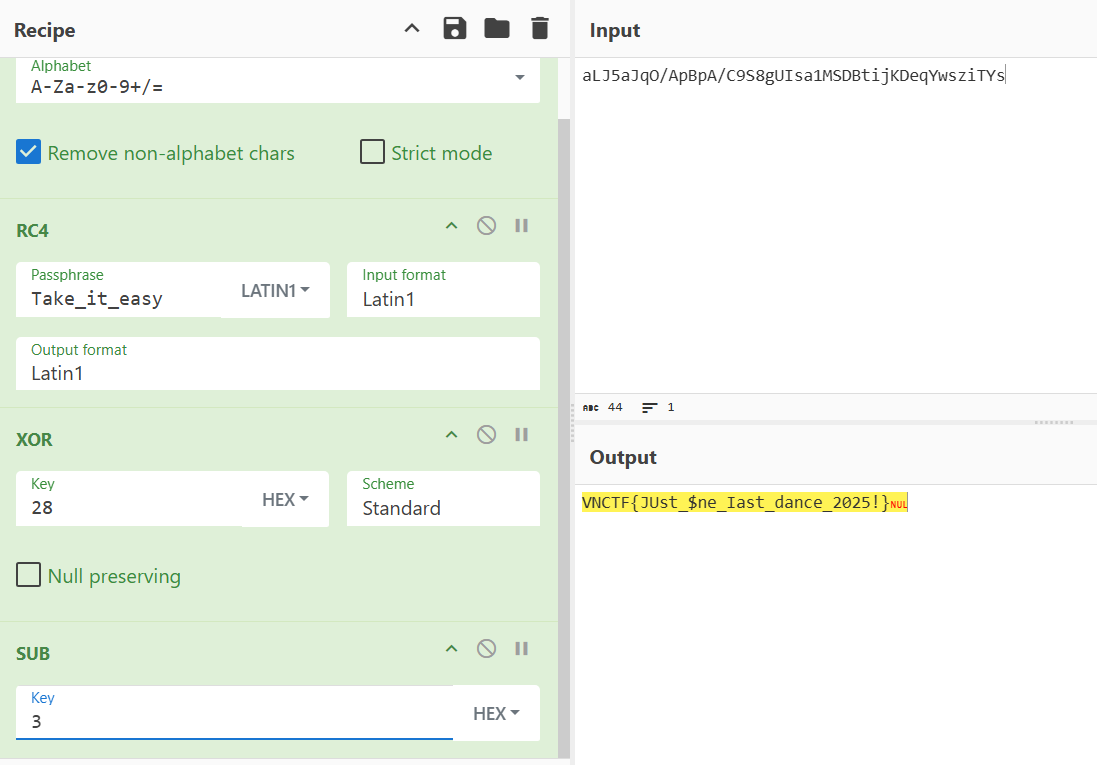 Recipe
Alphabet
A-Za-z0-9+/=
Remove non-alphabet chars
Strict mode
RC4
Passphrase
Take_it_easy
LATIN1
Input format
Latin1
Output format
Latin1
XOR
Key
28
HEX
Scheme
Standard
Null preserving
SUB
Key
3
HEX
Input
aLJ5aJqO/ApBpA/C9S8gUIsa1MSDBtijKDeqYwsziTYs
ABC 44 1
Output
VNCTF{JUst_$ne_Iast_dance_2025!}NUL